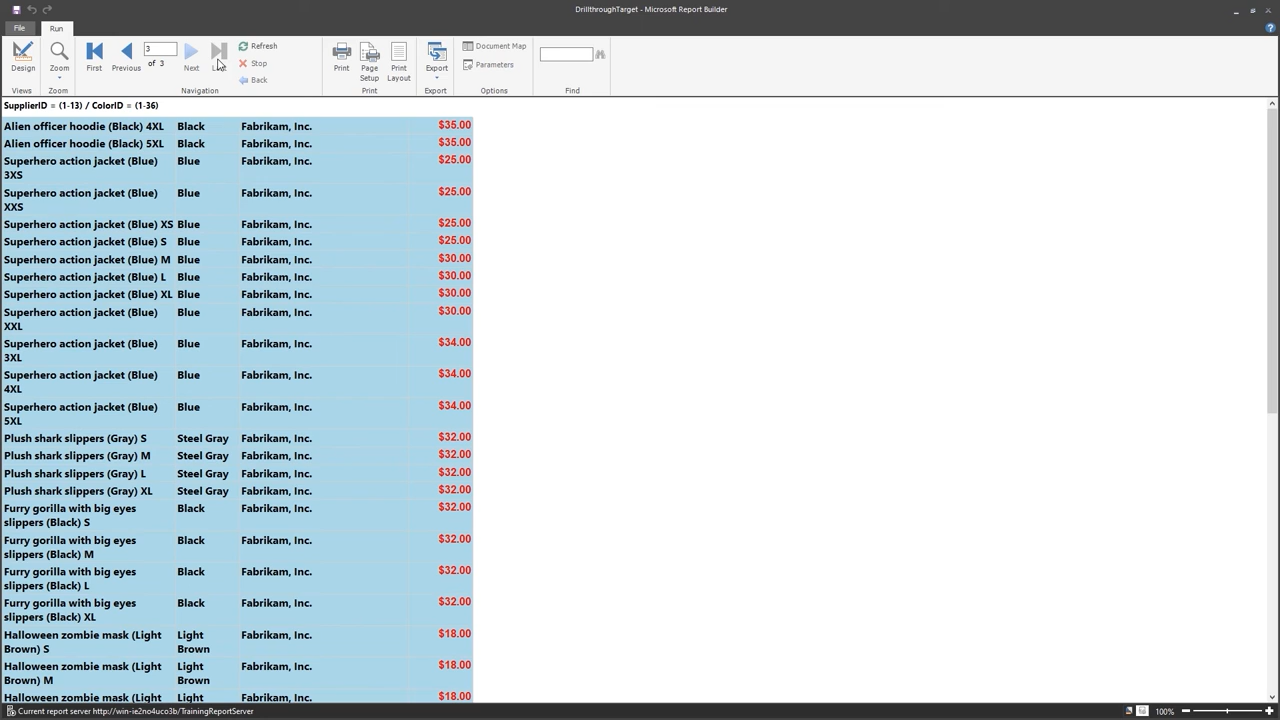 DrillthroughTarget - Microsoft Report Builder
File Run
Design
Zoom
First
Previous
3
of 3
Next
Refresh
Stop
Back
Print
Page Setup
Print Layout
Export
Document Map
Parameters
Views Zoom Navigation Print Export Options Find
SupplierID = (1-13) / ColorID = (1-36)
Alien officer hoodie (Black) 4XL Black Fabrikam, Inc. $35.00
Alien officer hoodie (Black) 5XL Black Fabrikam, Inc. $35.00
Superhero action jacket (Blue) Blue Fabrikam, Inc. $25.00
3XS
Superhero action jacket (Blue) Blue Fabrikam, Inc. $25.00
XXS
Superhero action jacket (Blue) XS Blue Fabrikam, Inc. $25.00
Superhero action jacket (Blue) S Blue Fabrikam, Inc. $25.00
Superhero action jacket (Blue) M Blue Fabrikam, Inc. $30.00
Superhero action jacket (Blue) L Blue Fabrikam, Inc. $30.00
Superhero action jacket (Blue) XL Blue Fabrikam, Inc. $30.00
Superhero action jacket (Blue) Blue Fabrikam, Inc. $30.00
XXL
Superhero action jacket (Blue) Blue Fabrikam, Inc. $34.00
3XL
Superhero action jacket (Blue) Blue Fabrikam, Inc. $34.00
4XL
Superhero action jacket (Blue) Blue Fabrikam, Inc. $34.00
5XL
Plush shark slippers (Gray) S Steel Gray Fabrikam, Inc. $32.00
Plush shark slippers (Gray) M Steel Gray Fabrikam, Inc. $32.00
Plush shark slippers (Gray) L Steel Gray Fabrikam, Inc. $32.00
Plush shark slippers (Gray) XL Steel Gray Fabrikam, Inc. $32.00
Furry gorilla with big eyes Black Fabrikam, Inc. $32.00
slippers (Black) S
Furry gorilla with big eyes Black Fabrikam, Inc. $32.00
slippers (Black) M
Furry gorilla with big eyes Black Fabrikam, Inc. $32.00
slippers (Black) L
Furry gorilla with big eyes Black Fabrikam, Inc. $32.00
slippers (Black) XL
Halloween zombie mask (Light Light Fabrikam, Inc. $18.00
Brown) S Brown
Halloween zombie mask (Light Light Fabrikam, Inc. $18.00
Brown) M Brown
Halloween zombie mask (Light Light Fabrikam, Inc. $18.00
Current report server http://win-ie2no4uco3b/TrainingReportServer 100%